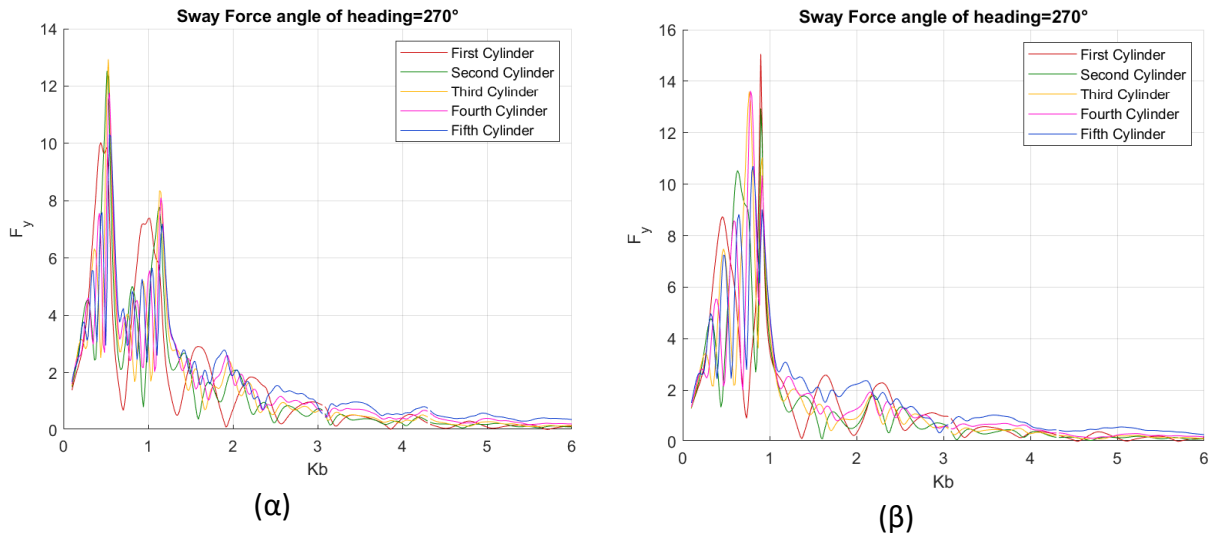 Sway Force angle of heading=270°
14
12
10
8
6
4
2
0
F_y
0 1 2 3 4 5 6
Kb
First Cylinder
Second Cylinder
Third Cylinder
Fourth Cylinder
Fifth Cylinder
(α)
Sway Force angle of heading=270°
16
14
12
10
8
6
4
2
0
F_y
0 1 2 3 4 5 6
Kb
First Cylinder
Second Cylinder
Third Cylinder
Fourth Cylinder
Fifth Cylinder
(β)